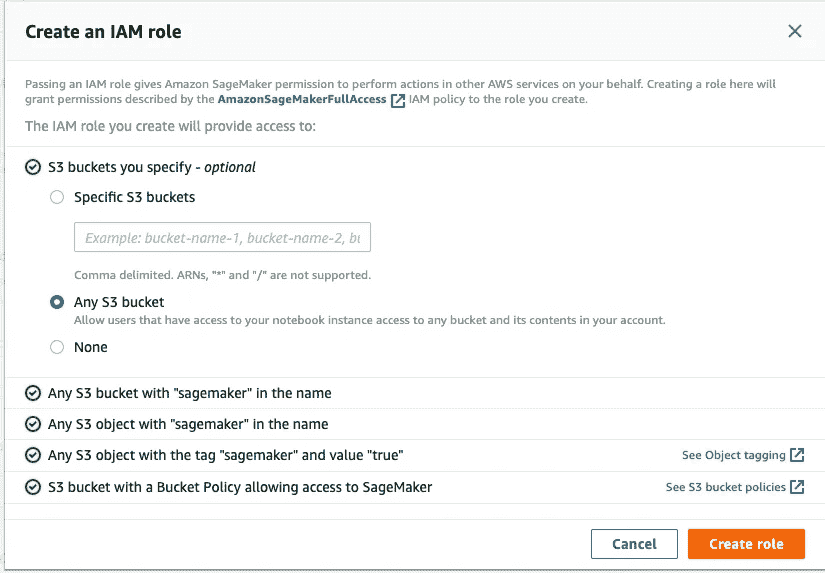 Create an IAM role
Passing an IAM role gives Amazon SageMaker permission to perform actions in other AWS services on your behalf. Creating a role here will
grant permissions described by the AmazonSageMakerFullAccess IAM policy to the role you create.
The IAM role you create will provide access to:
S3 buckets you specify - optional
Specific S3 buckets
Example: bucket-name-1, bucket-name-2, bu
Comma delimited. ARNs, "*" and "/" are not supported.
Any S3 bucket
Allow users that have access to your notebook instance access to any bucket and its contents in your account.
None
Any S3 bucket with "sagemaker" in the name
Any S3 object with "sagemaker" in the name
Any S3 object with the tag "sagemaker" and value "true" See Object tagging
S3 bucket with a Bucket Policy allowing access to SageMaker See S3 bucket policies
Cancel Create role